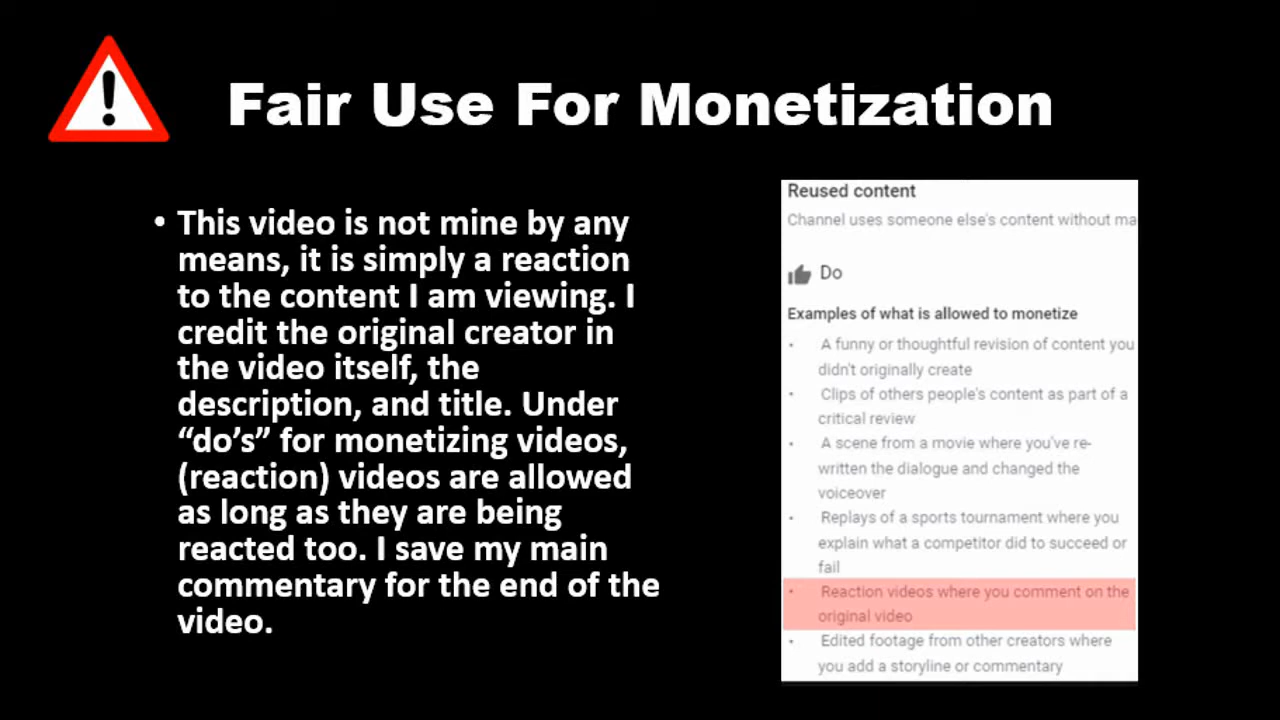 Fair Use For Monetization
• This video is not mine by any
means, it is simply a reaction
to the content I am viewing. I
credit the original creator in
the video itself, the
description, and title. Under
“do’s” for monetizing videos,
(reaction) videos are allowed
as long as they are being
reacted too. I save my main
commentary for the end of the
video.
Reused content
Channel uses someone else's content without ma
Do
Examples of what is allowed to monetize
• A funny or thoughtful revision of content you
didn't originally create
• Clips of others people's content as part of a
critical review
• A scene from a movie where you've re-
written the dialogue and changed the
voiceover
• Replays of a sports tournament where you
explain what a competitor did to succeed or
fail
• Reaction videos where you comment on the
original video
• Edited footage from other creators where
you add a storyline or commentary